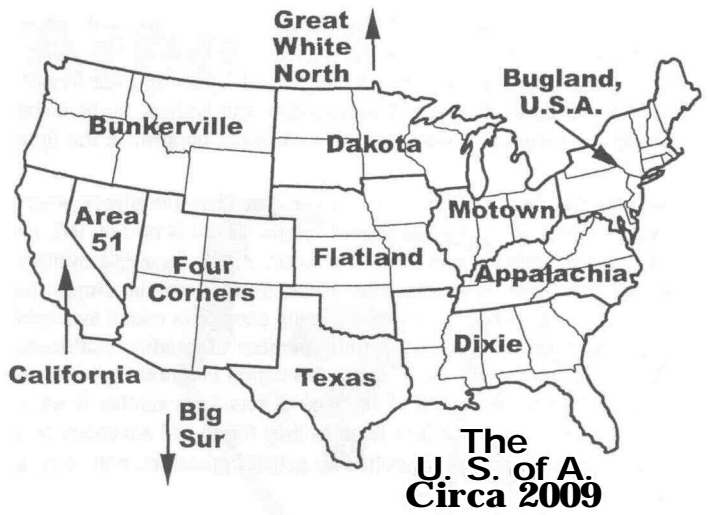 Great
White
North
Bugland,
U.S.A.
Bunkerville
Dakota
Area
51
Motown
Four
Corners
Flatland
Appalachia
Dixie
California
Texas
Big
Sur
The
U. S. of A.
Circa 2009